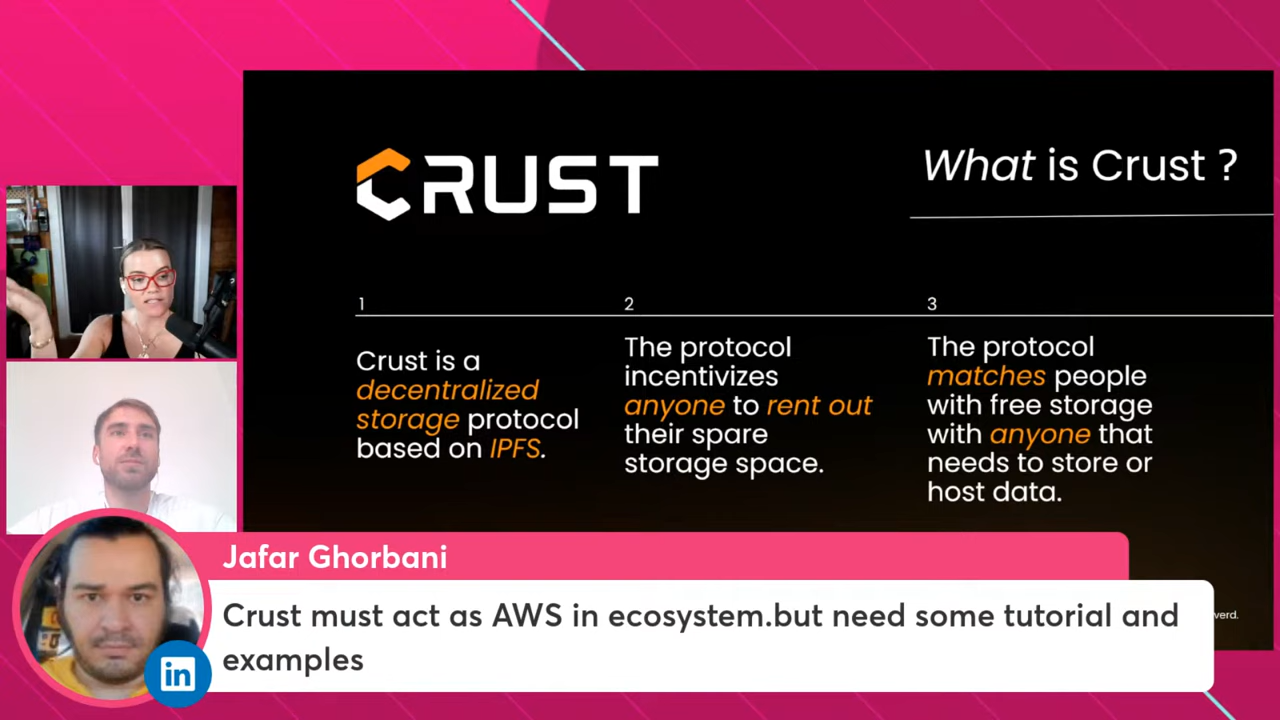 CRUST
What is Crust ?
1
Crust is a
decentralized
storage protocol
based on IPFS.
2
The protocol
incentivizes
anyone to rent out
their spare
storage space.
3
The protocol
matches people
with free storage
with anyone that
needs to store or
host data.
verd.
Jafar Ghorbani
Crust must act as AWS in ecosystem.but need some tutorial and
examples
in